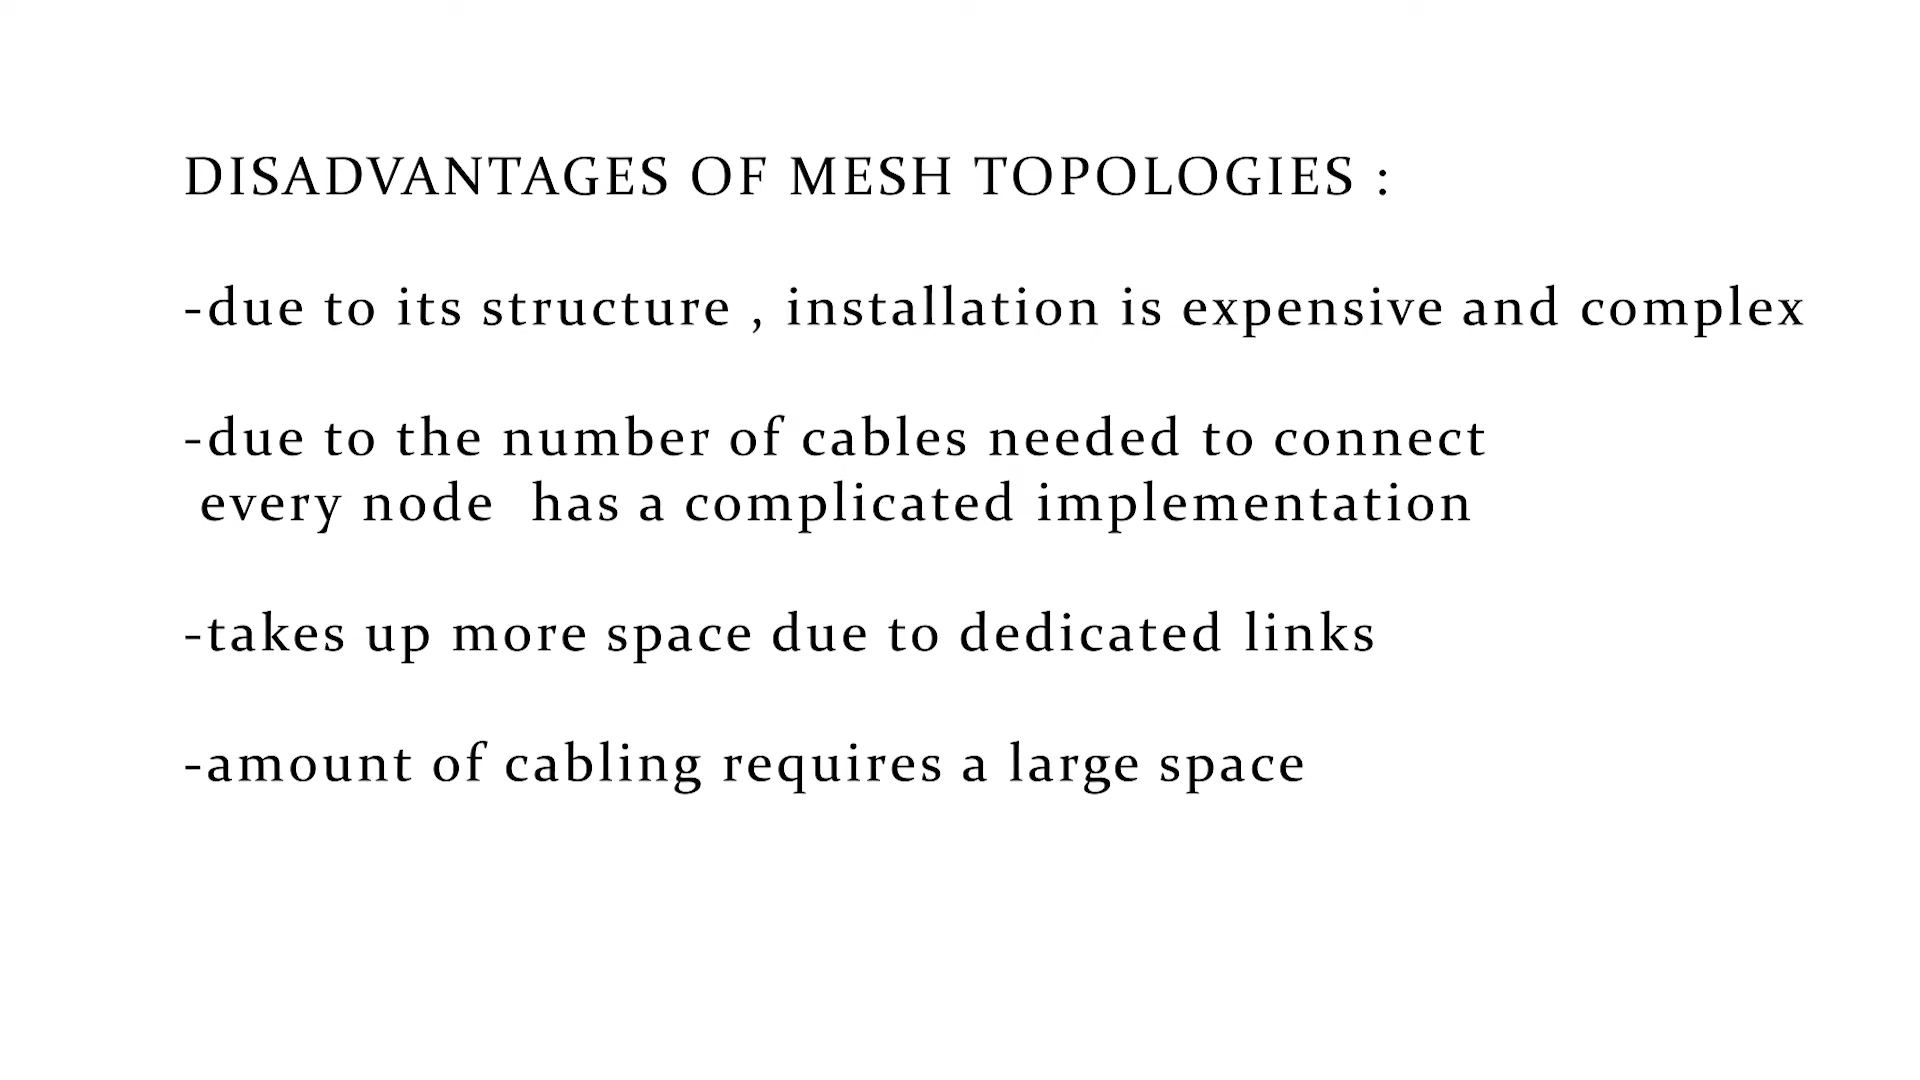 DISADVANTAGES OF MESH TOPOLOGIES :
-due to its structure , installation is expensive and complex
-due to the number of cables needed to connect
every node  has a complicated implementation
-takes up more space due to dedicated links
-amount of cabling requires a large space